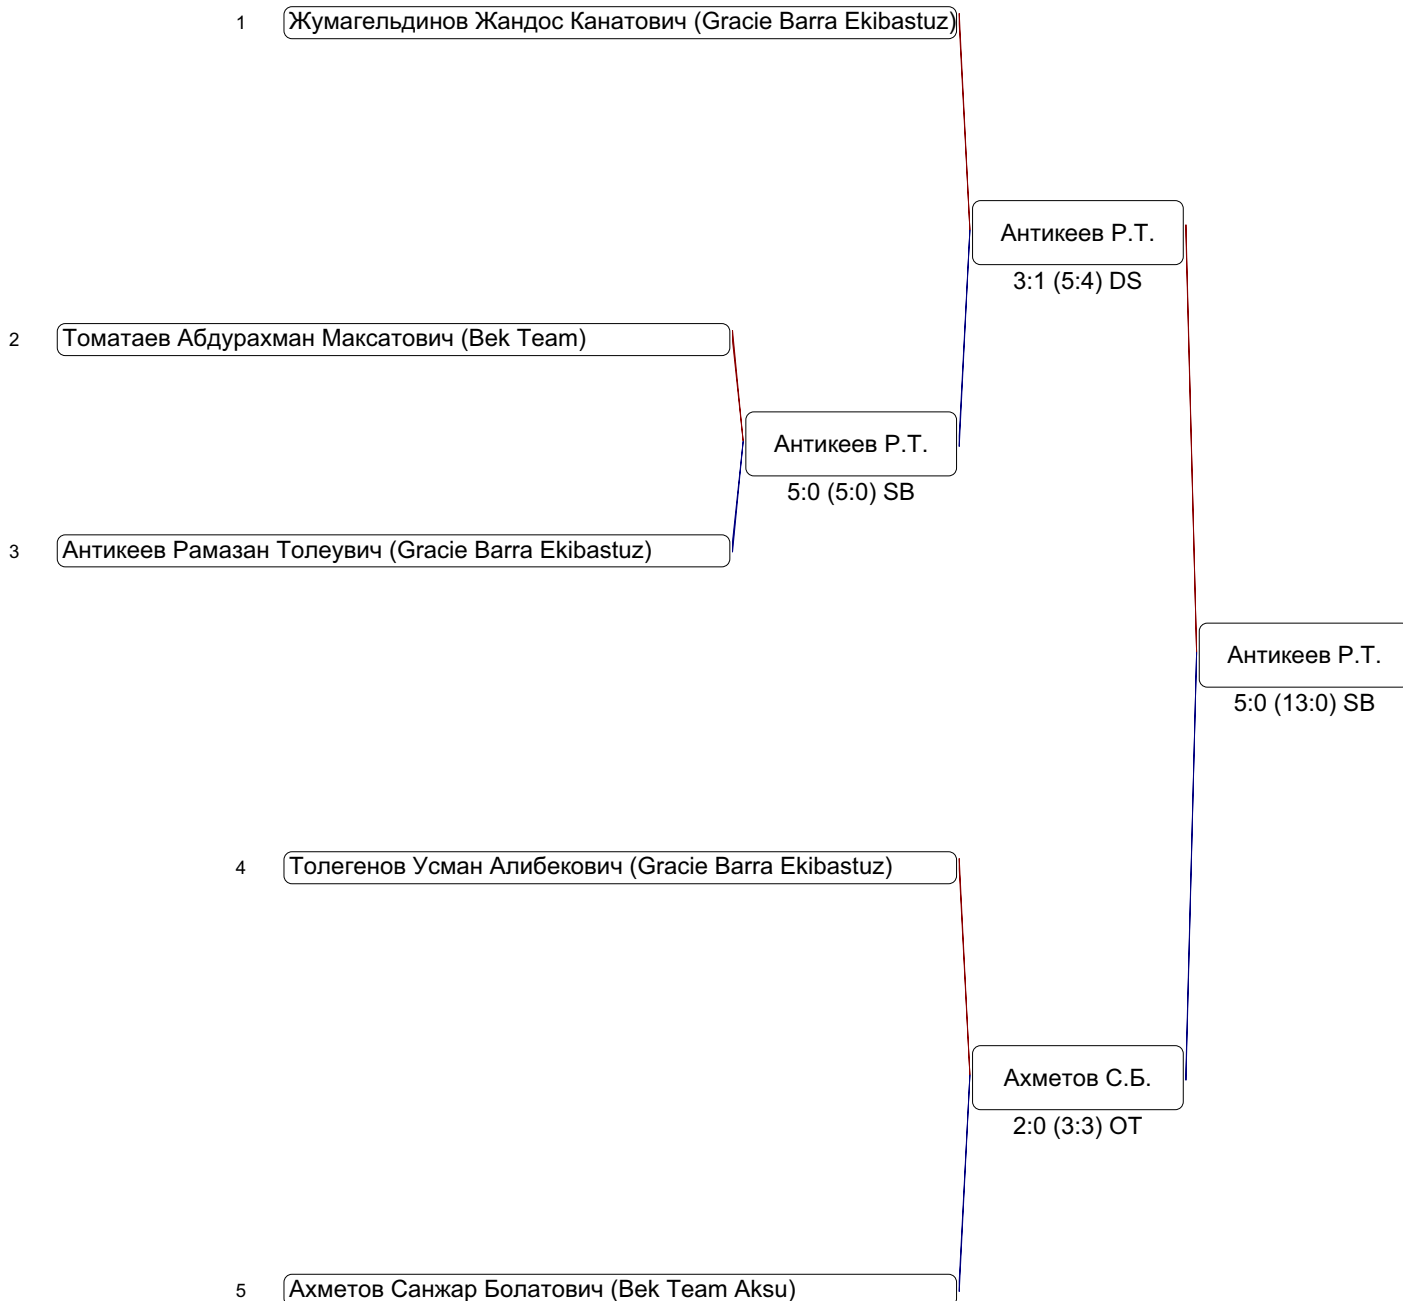 1 Жумагельдинов Жандос Канатович (Gracie Barra Ekibastuz)
Антикеев Р.Т.
3:1 (5:4) DS
2 Томатаев Абдурахман Максатович (Bek Team)
Антикеев Р.Т.
5:0 (5:0) SB
3 Антикеев Рамазан Толеувич (Gracie Barra Ekibastuz)
Антикеев Р.Т.
5:0 (13:0) SB
4 Толегенов Усман Алибекович (Gracie Barra Ekibastuz)
Ахметов С.Б.
2:0 (3:3) OT
5 Ахметов Санжар Болатович (Bek Team Aksu)